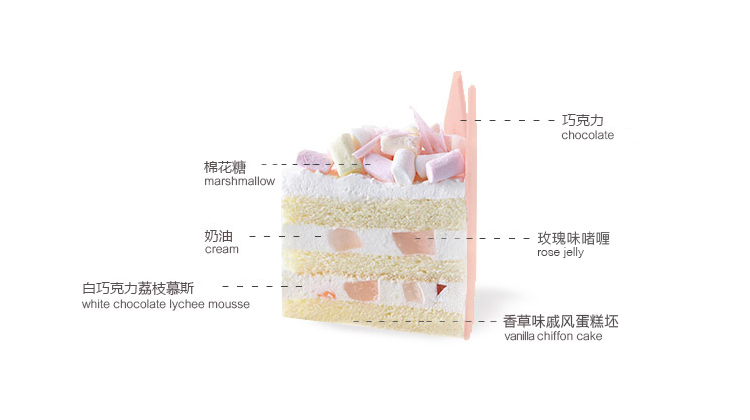 巧克力
chocolate
棉花糖
marshmallow
奶油
cream
玫瑰味啫喱
rose jelly
白巧克力荔枝慕斯
white chocolate lychee mousse
香草味戚风蛋糕坯
vanilla chiffon cake